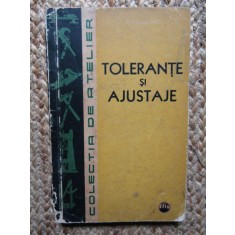 TOLERANȚE
ȘI
AJUSTAJE
COLECȚIA DE ATELIER